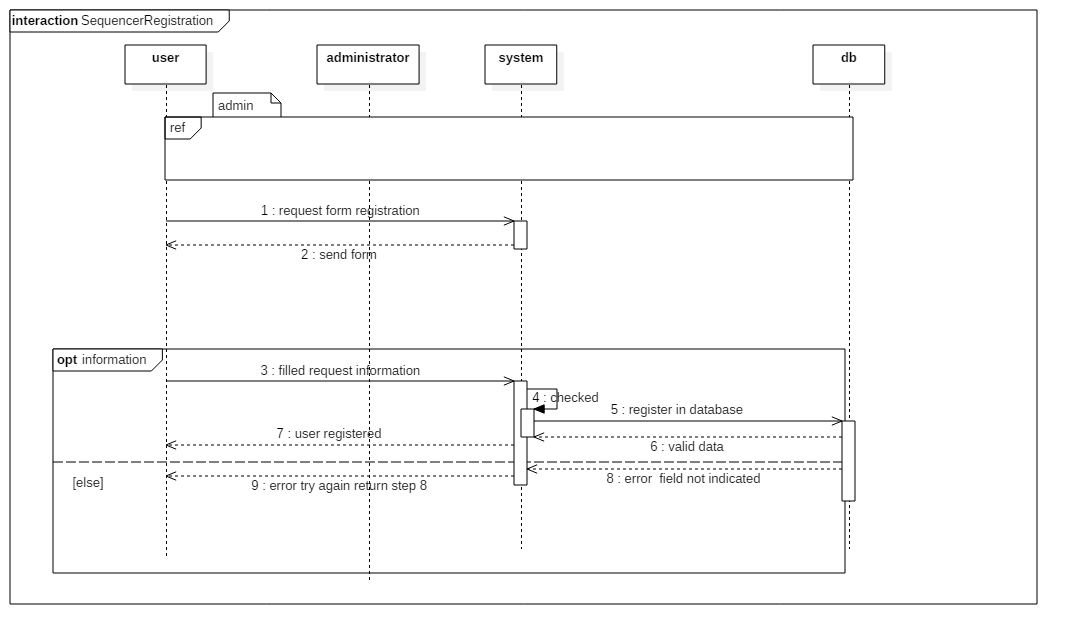 interaction SequencerRegistration
user
administrator
system
db
admin
ref
1 : request form registration
2 : send form
opt information
3 : filled request information
4 : checked
5 : register in database
7 : user registered
6 : valid data
[else]
8 : error  field not indicated
9 : error try again return step 8